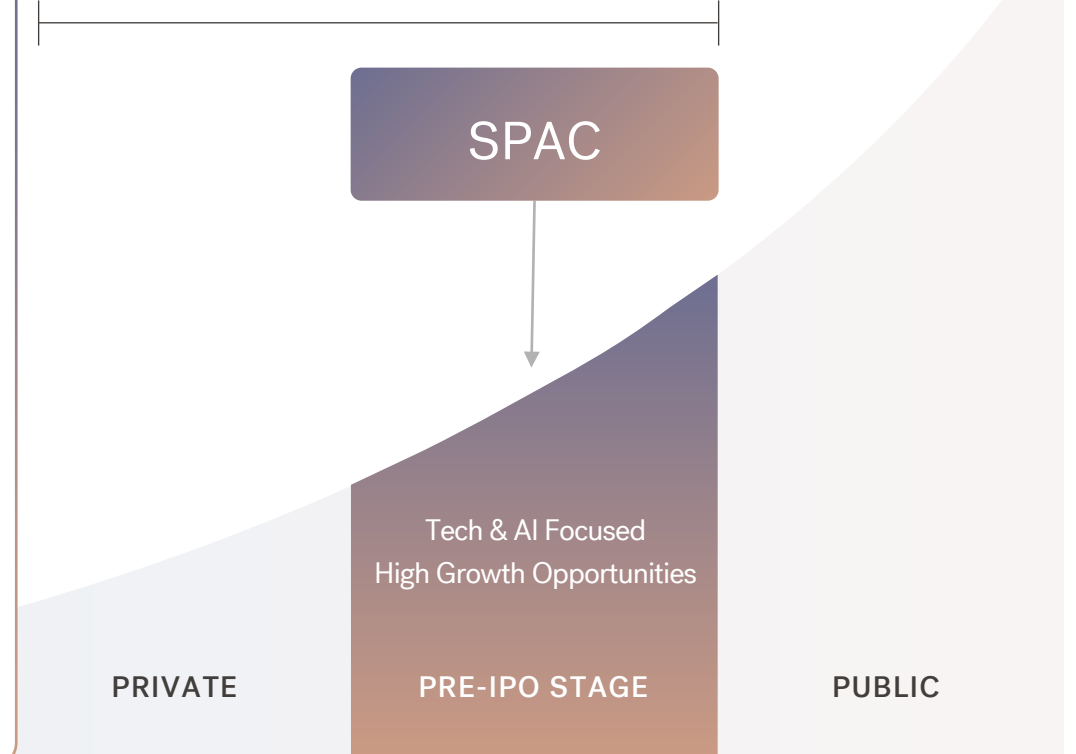 SPAC
Tech & AI Focused
High Growth Opportunities
PRIVATE
PRE-IPO STAGE
PUBLIC